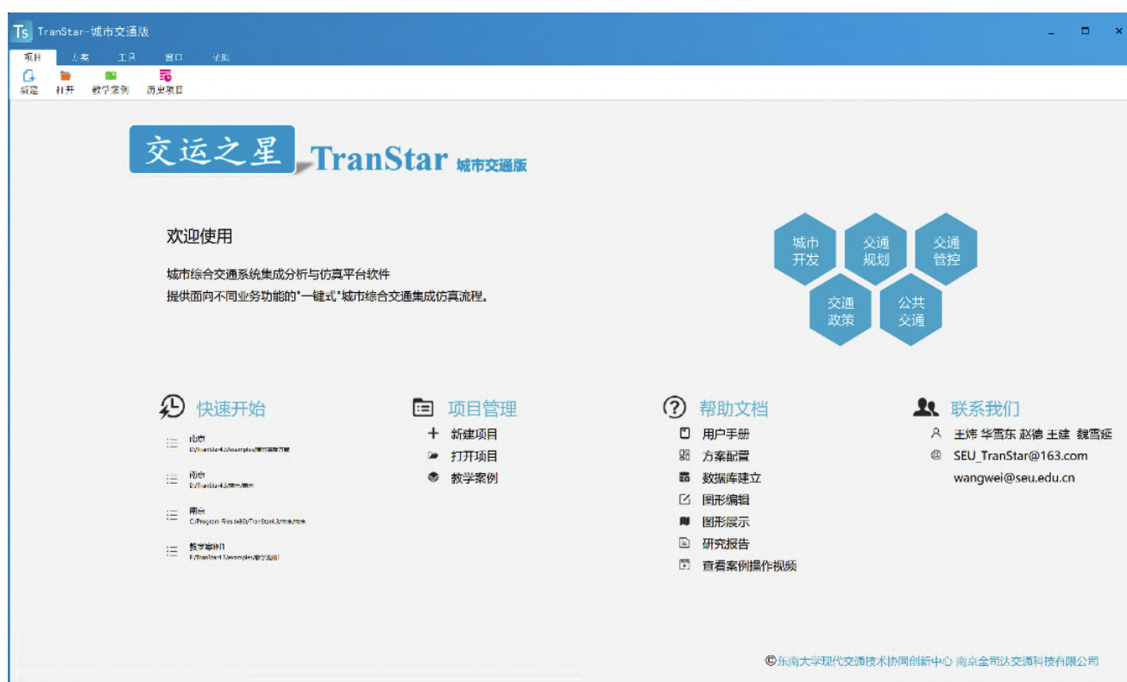 Ts TranStar-城市交通版
项目 方案 工具 窗口
新建 打开 教学案例 历史项目
交运之星 TranStar 城市交通版
欢迎使用
城市综合交通系统集成分析与仿真平台软件
提供面向不同业务功能的"一键式"城市综合交通集成仿真流程。
城市开发 交通规划 交通管控
交通政策 公共交通
快速开始
南京
南京
南京
教学案例1
项目管理
新建项目
打开项目
教学案例
帮助文档
用户手册
方案配置
数据库建立
图形编辑
图形展示
研究报告
查看案例操作视频
联系我们
王炜 华雪东 赵德 王建 魏雪延
SEU_TranStar@163.com
wangwei@seu.edu.cn
©东南大学现代交通技术协同创新中心 南京全司达交通科技有限公司